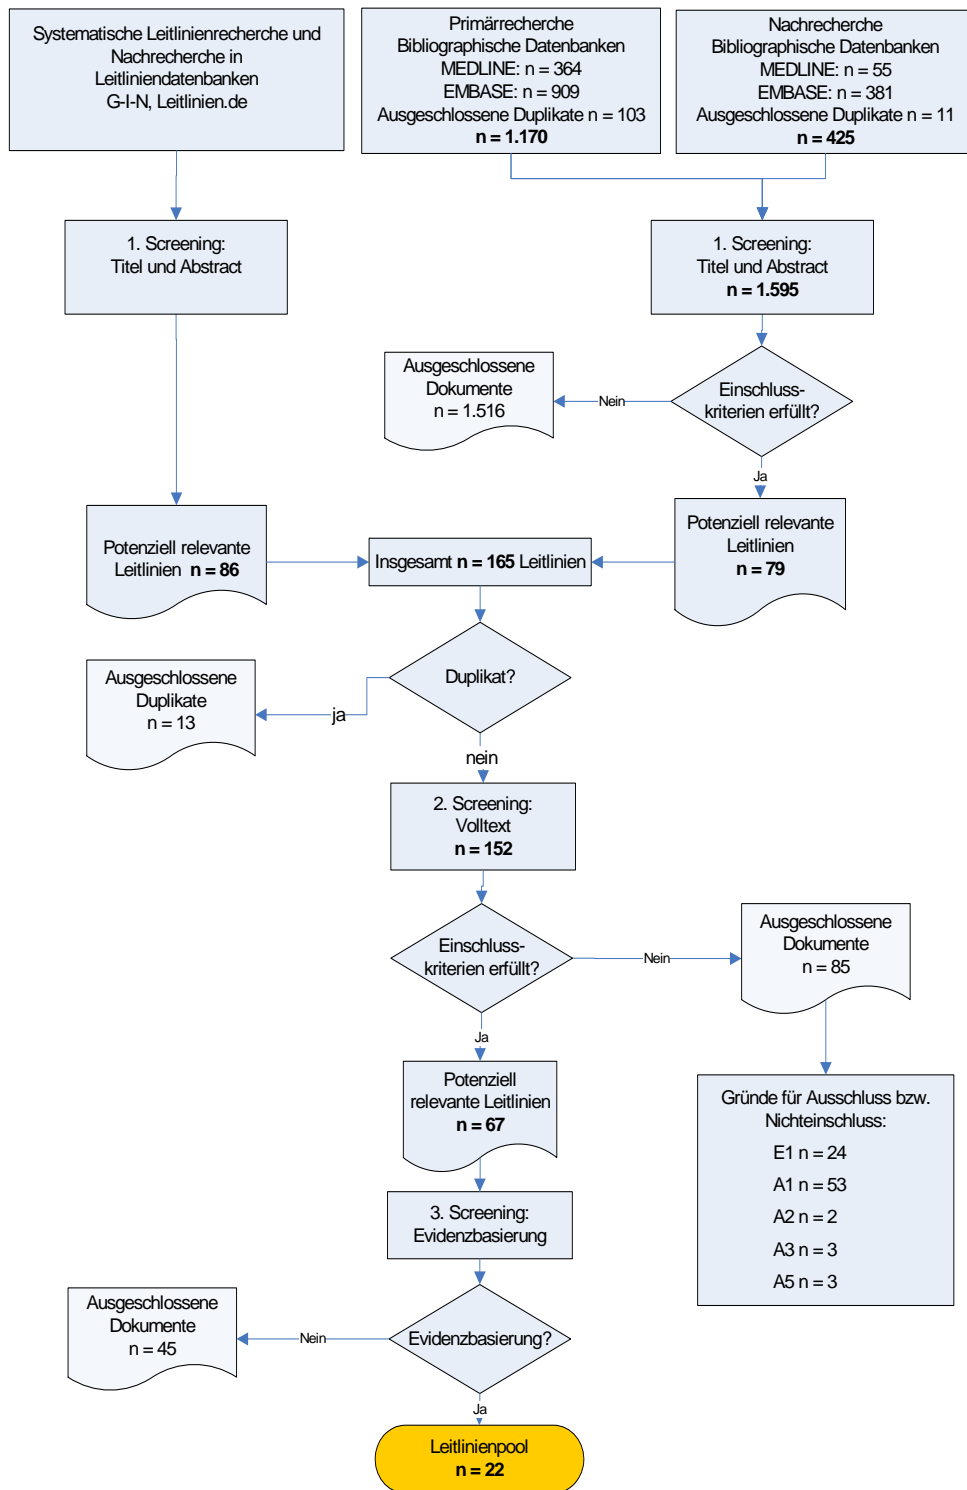 Systematische Leitlinienrecherche und
Nachrecherche in
Leitliniendatenbanken
G-I-N, Leitlinien.de
Primärrecherche
Bibliographische Datenbanken
MEDLINE: n = 364
EMBASE: n = 909
Ausgeschlossene Duplikate n = 103
n = 1.170
Nachrecherche
Bibliographische Datenbanken
MEDLINE: n = 55
EMBASE: n = 381
Ausgeschlossene Duplikate n = 11
n = 425
1. Screening:
Titel und Abstract
1. Screening:
Titel und Abstract
n = 1.595
Ausgeschlossene
Dokumente
n = 1.516
Nein
Einschluss-
kriterien erfüllt?
Ja
Potenziell relevante
Leitlinien n = 86
Insgesamt n = 165 Leitlinien
Potenziell relevante
Leitlinien
n = 79
Duplikat?
Ausgeschlossene
Duplikate
n = 13
ja
nein
2. Screening:
Volltext
n = 152
Einschluss-
kriterien erfüllt?
Nein
Ausgeschlossene
Dokumente
n = 85
Ja
Potenziell
relevante Leitlinien
n = 67
Gründe für Ausschluss bzw.
Nichteinschluss:
E1 n = 24
A1 n = 53
A2 n = 2
A3 n = 3
A5 n = 3
3. Screening:
Evidenzbasierung
Ausgeschlossene
Dokumente
n = 45
Nein
Evidenzbasierung?
Ja
Leitlinienpool
n = 22